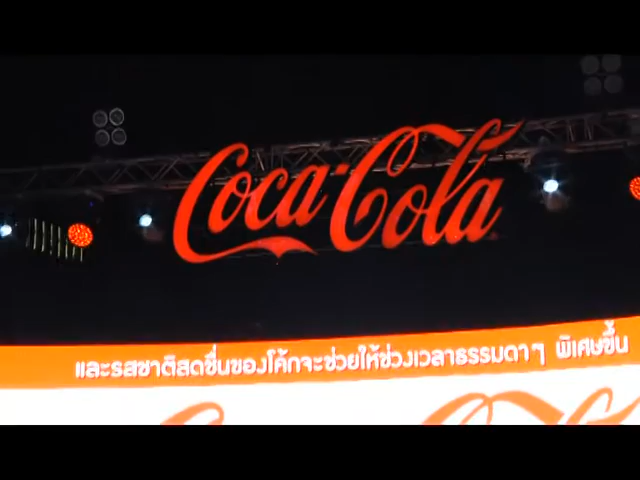 Coca-Cola
และรสชาติสดชื่นของโค้กจะช่วยให้ช่วงเวลาธรรมดาๆ พิเศษขึ้น